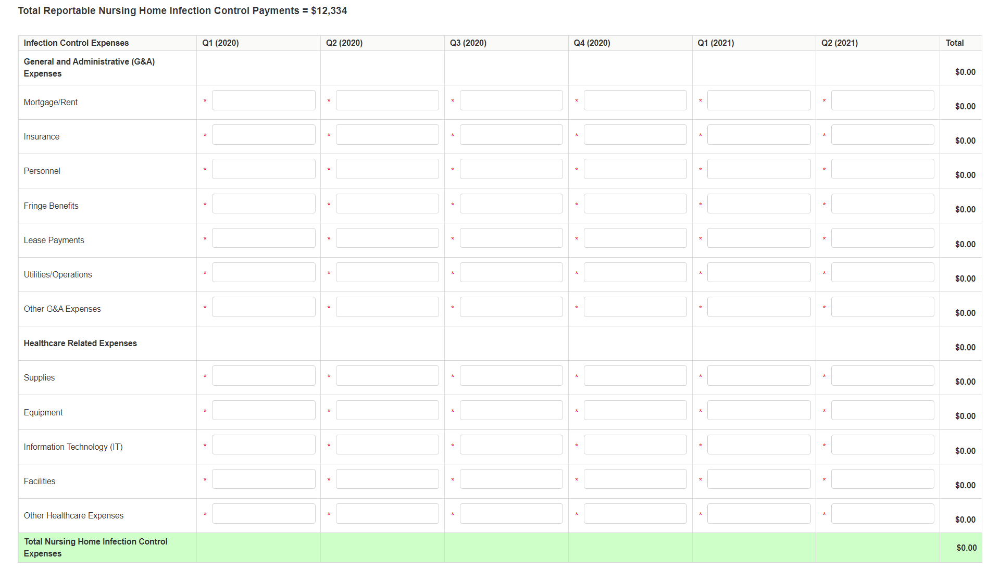 Total Reportable Nursing Home Infection Control Payments = $12,334
Infection Control Expenses Q1 (2020) Q2 (2020) Q3 (2020) Q4 (2020) Q1 (2021) Q2 (2021) Total
General and Administrative (G&A)
Expenses
$0.00
Mortgage/Rent * * * * * * $0.00
Insurance * * * * * * $0.00
Personnel * * * * * * $0.00
Fringe Benefits * * * * * * $0.00
Lease Payments * * * * * * $0.00
Utilities/Operations * * * * * * $0.00
Other G&A Expenses * * * * * * $0.00
Healthcare Related Expenses $0.00
Supplies * * * * * * $0.00
Equipment * * * * * * $0.00
Information Technology (IT) * * * * * * $0.00
Facilities * * * * * * $0.00
Other Healthcare Expenses * * * * * * $0.00
Total Nursing Home Infection Control
Expenses
$0.00